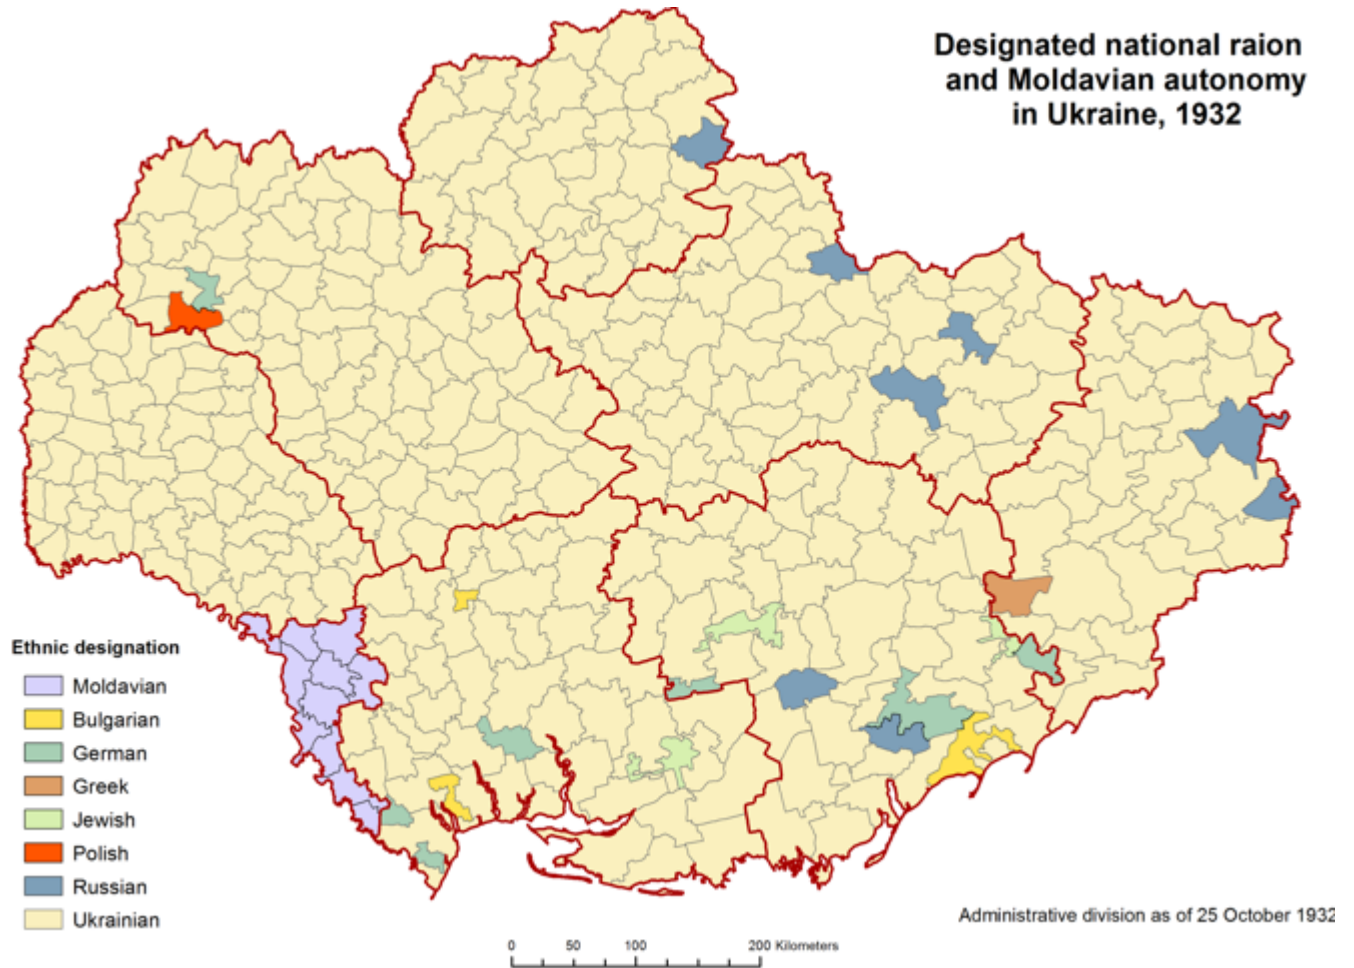 Designated national raion
and Moldavian autonomy
in Ukraine, 1932
Ethnic designation
Moldavian
Bulgarian
German
Greek
Jewish
Polish
Russian
Ukrainian
Administrative division as of 25 October 1932
0 50 100 200 Kilometers